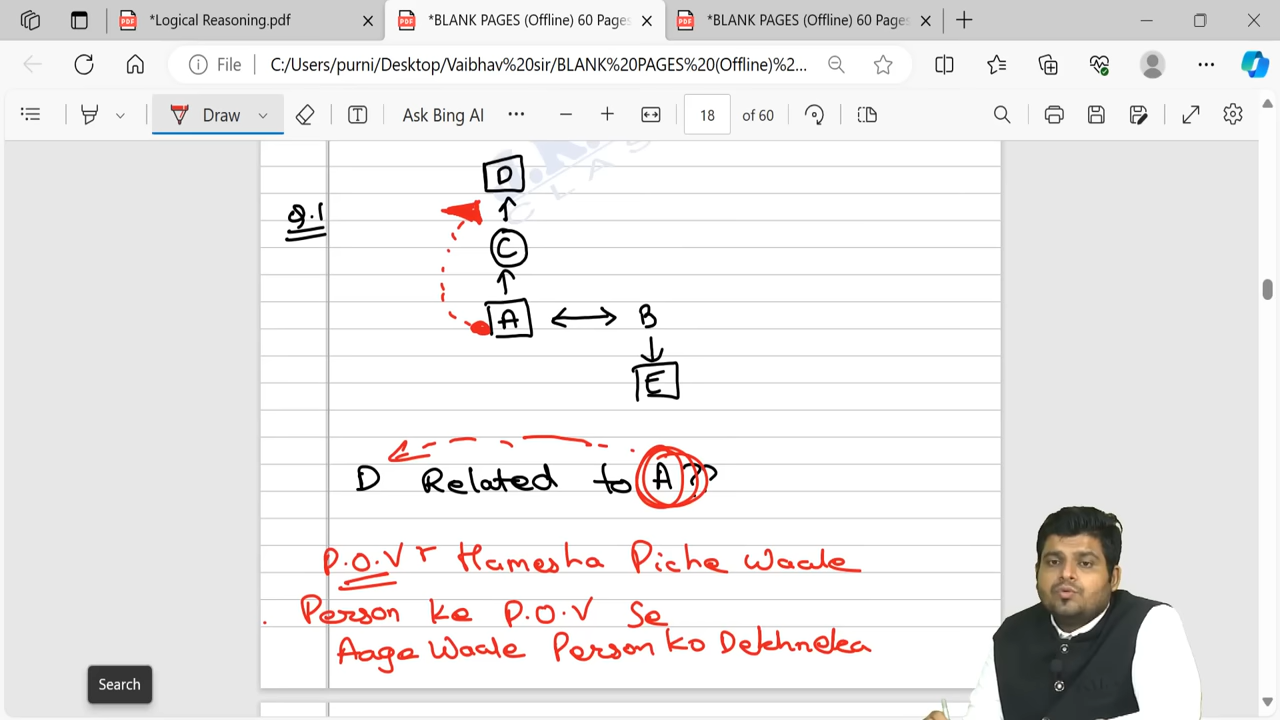 *Logical Reasoning.pdf
*BLANK PAGES (Offline) 60 Pages
*BLANK PAGES (Offline) 60 Page
File
C:/Users/purni/Desktop/Vaibhav%20sir/BLANK%20PAGES%20(Offline)%2...
Draw
Ask Bing AI
18 of 60
Q.1
D
C
A
B
E
D Related to A??
P.O.V Hamesha Piche Waale
Person ke P.O.V Se
Aage Waale Person ko Dekhneka
Search